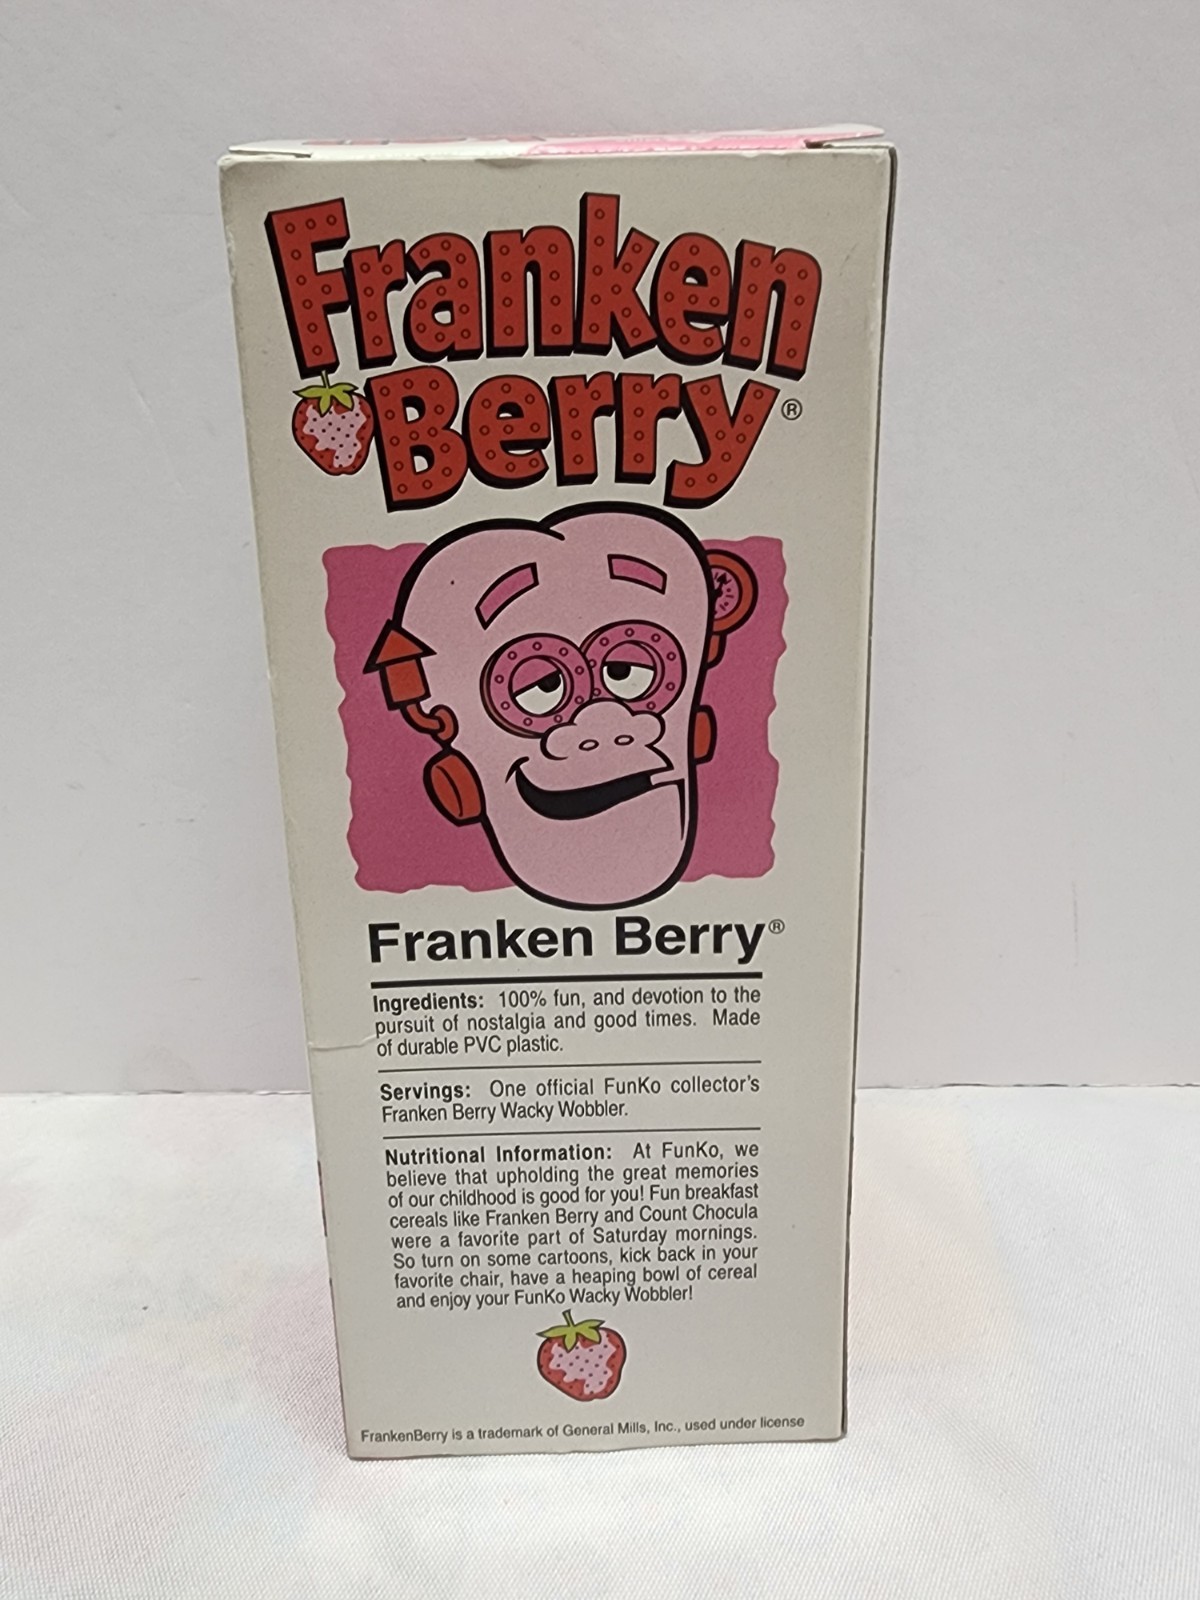 Franken
Berry®
Franken Berry®
Ingredients: 100% fun, and devotion to the
pursuit of nostalgia and good times. Made
of durable PVC plastic.
Servings: One official FunKo collector's
Franken Berry Wacky Wobbler.
Nutritional Information: At FunKo, we
believe that upholding the great memories
of our childhood is good for you! Fun breakfast
cereals like Franken Berry and Count Chocula
were a favorite part of Saturday mornings.
So turn on some cartoons, kick back in your
favorite chair, have a heaping bowl of cereal
and enjoy your FunKo Wacky Wobbler!
FrankenBerry is a trademark of General Mills, Inc., used under license